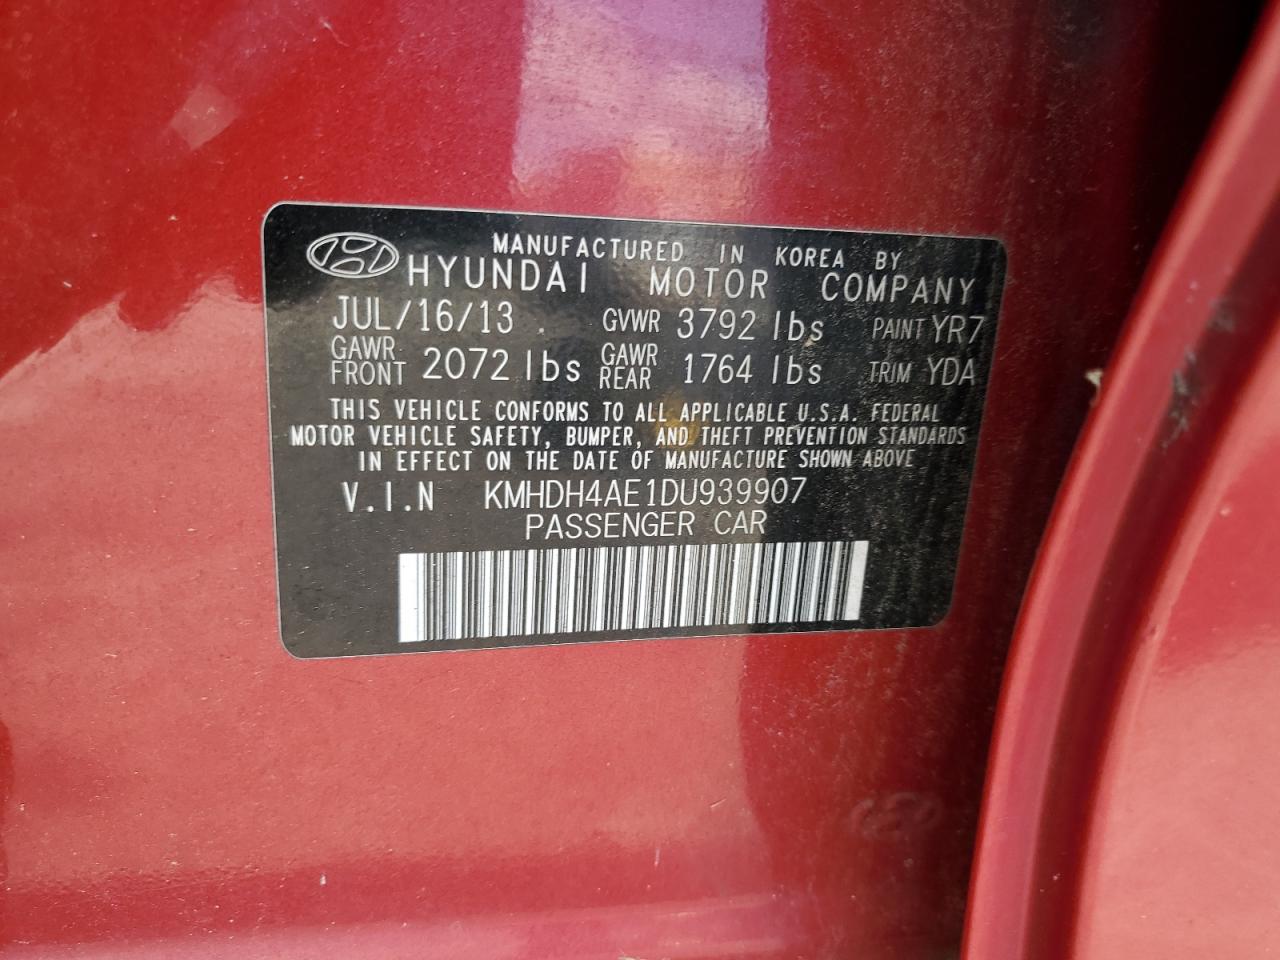 MANUFACTURED IN KOREA BY
HYUNDAI MOTOR COMPANY
JUL/16/13 GVWR 3792 lbs PAINT YR7
GAWR FRONT 2072 lbs GAWR REAR 1764 lbs TRIM YDA
THIS VEHICLE CONFORMS TO ALL APPLICABLE U.S.A. FEDERAL
MOTOR VEHICLE SAFETY, BUMPER, AND THEFT PREVENTION STANDARDS
IN EFFECT ON THE DATE OF MANUFACTURE SHOWN ABOVE
V.I.N KMHDH4AE1DU939907
PASSENGER CAR